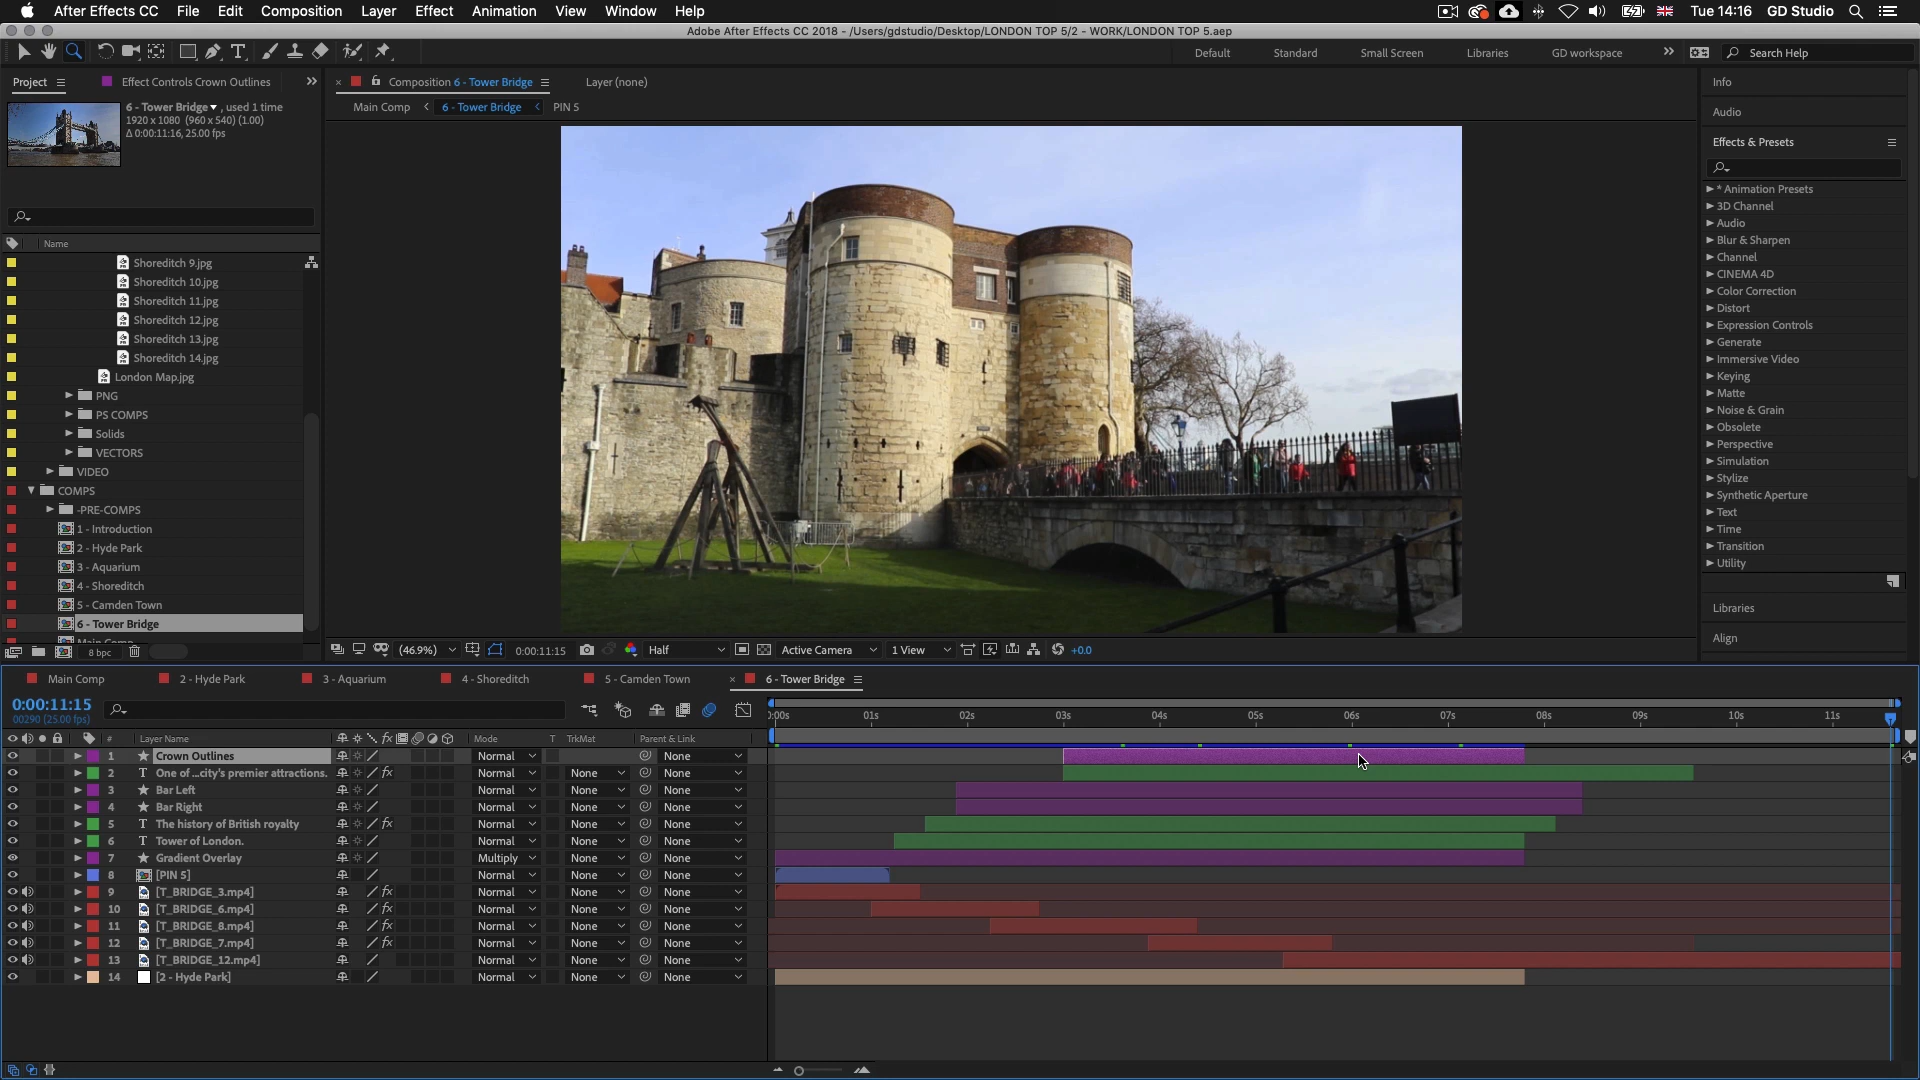 After Effects CC File Edit Composition Layer Effect Animation View Window Help Tue 14:16 GD Studio
Adobe After Effects CC 2018 - /Users/gdstudio/Desktop/LONDON TOP 5/2 - WORK/LONDON TOP 5.aep
Default Standard Small Screen Libraries GD workspace Search Help
Project Effect Controls Crown Outlines Composition 6 - Tower Bridge Layer (none)
Main Comp 6 - Tower Bridge PIN 5
6 - Tower Bridge , used 1 time
1920 x 1080 (960 x 540) (1.00)
Δ 0:00:11:16, 25.00 fps
Name
Shoreditch 9.jpg
Shoreditch 10.jpg
Shoreditch 11.jpg
Shoreditch 12.jpg
Shoreditch 13.jpg
Shoreditch 14.jpg
London Map.jpg
PNG
PS COMPS
Solids
VECTORS
VIDEO
COMPS
-PRE-COMPS
1 - Introduction
2 - Hyde Park
3 - Aquarium
4 - Shoreditch
5 - Camden Town
6 - Tower Bridge
Main Comp
8 bpc
(46.9%) 0:00:11:15 Half Active Camera 1 View +0.0
Info
Audio
Effects & Presets
* Animation Presets
3D Channel
Audio
Blur & Sharpen
Channel
CINEMA 4D
Color Correction
Distort
Expression Controls
Generate
Immersive Video
Keying
Matte
Noise & Grain
Obsolete
Perspective
Simulation
Stylize
Synthetic Aperture
Text
Time
Transition
Utility
Libraries
Align
Main Comp 2 - Hyde Park 3 - Aquarium 4 - Shoreditch 5 - Camden Town 6 - Tower Bridge
0:00:11:15
00290 (25.00 fps)
):00s 01s 02s 03s 04s 05s 06s 07s 08s 09s 10s 11s
# Layer Name fx Mode T TrkMat Parent & Link
1 Crown Outlines Normal None
2 T One of ...city's premier attractions. fx Normal None None
3 Bar Left Normal None None
4 Bar Right Normal None None
5 T The history of British royalty fx Normal None None
6 T Tower of London. Normal None None
7 Gradient Overlay Multiply None None
8 [PIN 5] Normal None None
9 [T_BRIDGE_3.mp4] fx Normal None None
10 [T_BRIDGE_6.mp4] fx Normal None None
11 [T_BRIDGE_8.mp4] fx Normal None None
12 [T_BRIDGE_7.mp4] fx Normal None None
13 [T_BRIDGE_12.mp4] Normal None None
14 [2 - Hyde Park] Normal None None